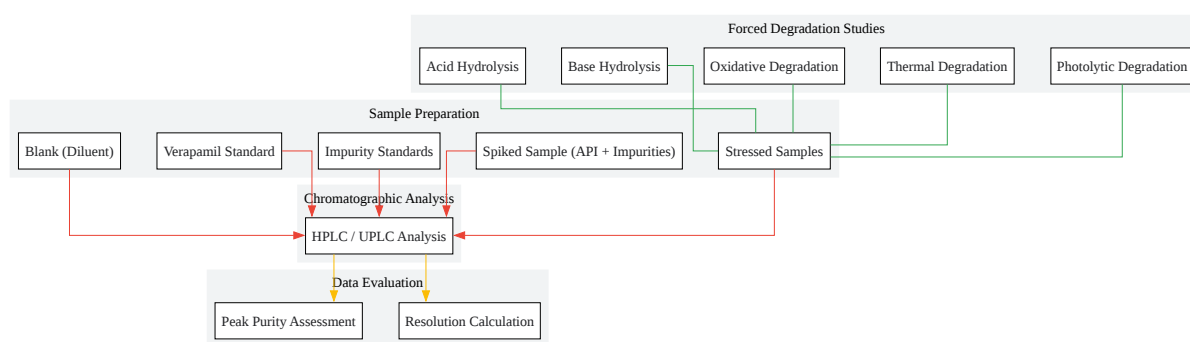 Forced Degradation Studies
Acid Hydrolysis
Base Hydrolysis
Oxidative Degradation
Thermal Degradation
Photolytic Degradation
Sample Preparation
Blank (Diluent)
Verapamil Standard
Impurity Standards
Spiked Sample (API + Impurities)
Stressed Samples
Chromatographic Analysis
HPLC / UPLC Analysis
Data Evaluation
Peak Purity Assessment
Resolution Calculation